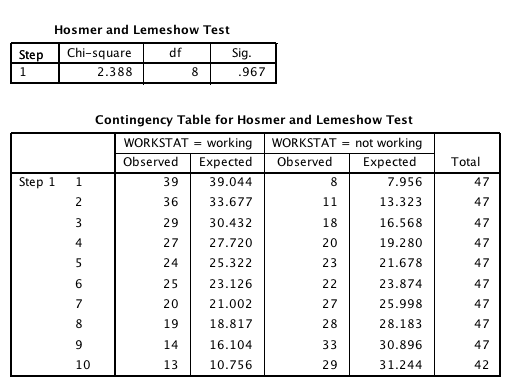 Hosmer and Lemeshow Test
Step Chi-square df Sig.
1 2.388 8 .967
Contingency Table for Hosmer and Lemeshow Test
WORKSTAT = working WORKSTAT = not working
Observed Expected Observed Expected Total
Step 1 1 39 39.044 8 7.956 47
2 36 33.677 11 13.323 47
3 29 30.432 18 16.568 47
4 27 27.720 20 19.280 47
5 24 25.322 23 21.678 47
6 25 23.126 22 23.874 47
7 20 21.002 27 25.998 47
8 19 18.817 28 28.183 47
9 14 16.104 33 30.896 47
10 13 10.756 29 31.244 42